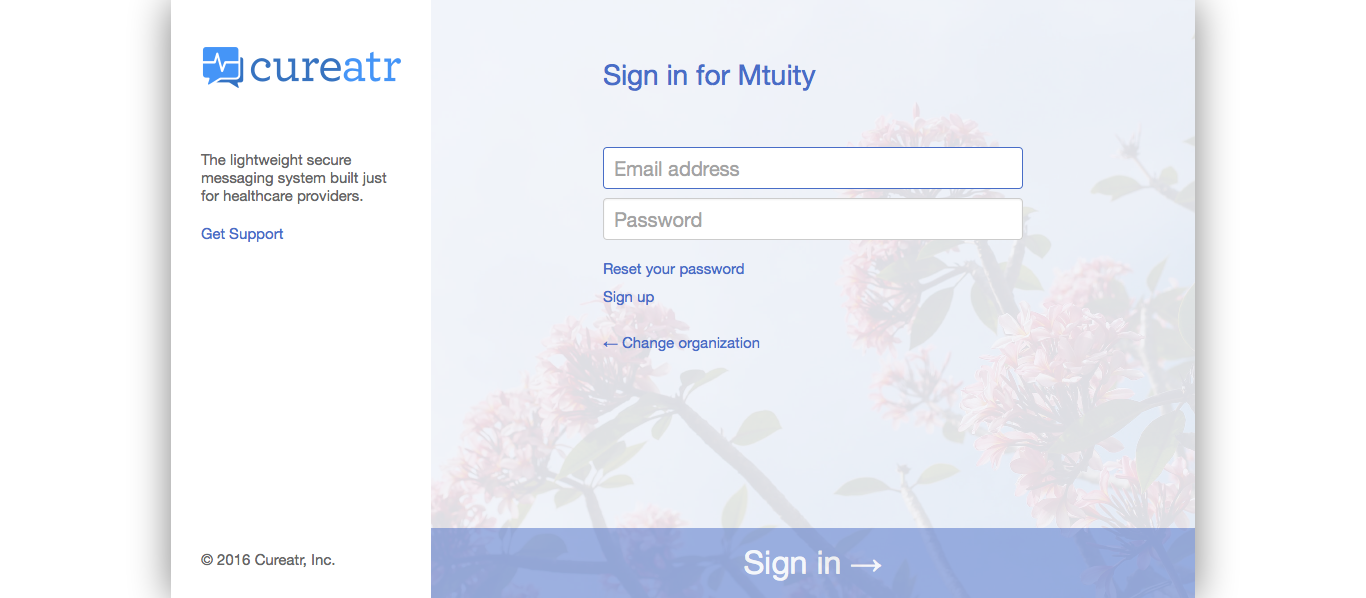 cureatr
The lightweight secure
messaging system built just
for healthcare providers.
Get Support
© 2016 Cureatr, Inc.
Sign in for Mtuity
Email address
Password
Reset your password
Sign up
← Change organization
Sign in →